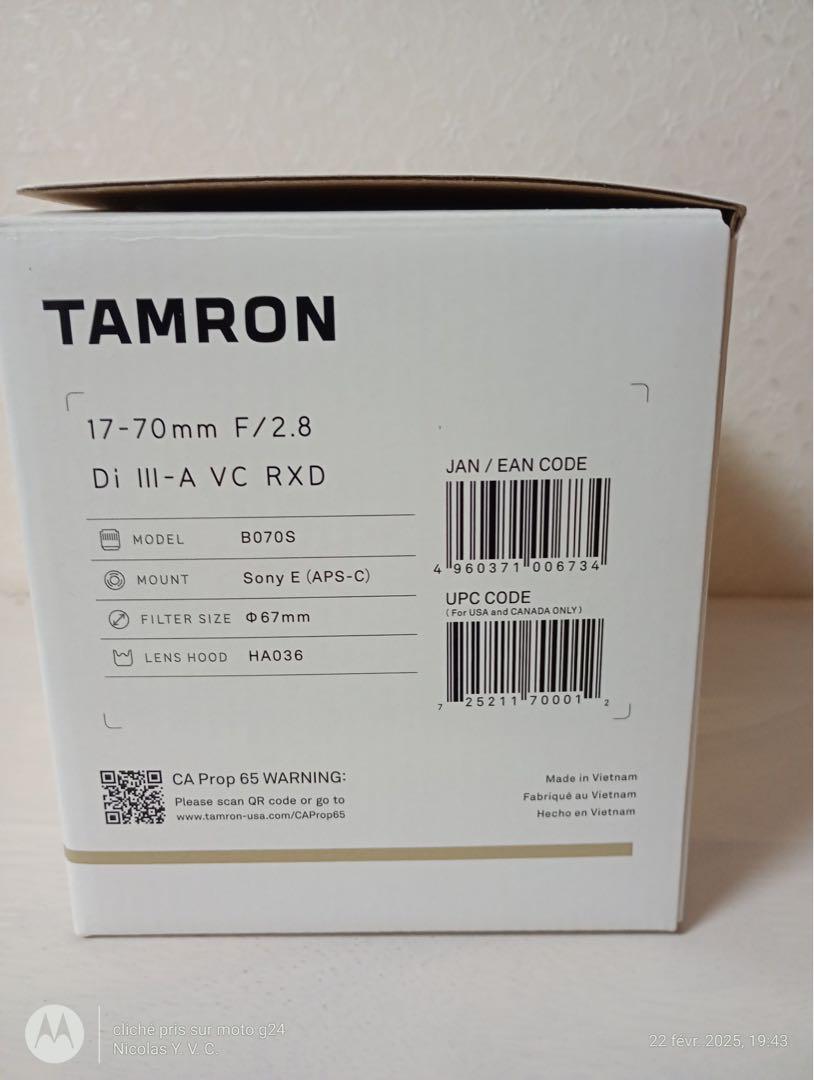 TAMRON
17-70mm F/2.8
Di III-A VC RXD
MODEL B070S
MOUNT Sony E (APS-C)
FILTER SIZE Φ67mm
LENS HOOD HA036
JAN / EAN CODE
4 960371 006734
UPC CODE
(For USA and CANADA ONLY)
7 25211 70001 2
CA Prop 65 WARNING:
Please scan QR code or go to
www.tamron-usa.com/CAProp65
Made in Vietnam
Fabriqué au Vietnam
Hecho en Vietnam
cliché pris sur moto g24
Nicolas Y. V. C.
22 févr. 2025, 19:43